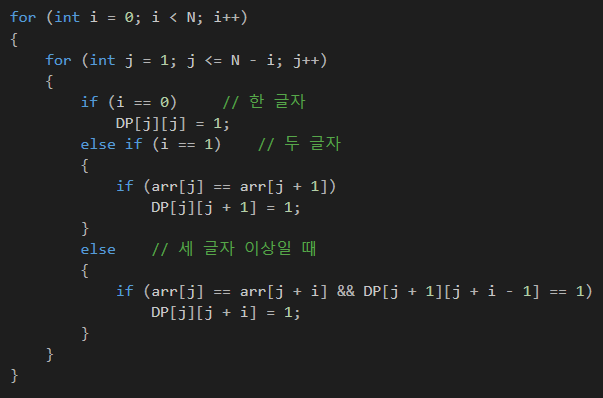 for (int i = 0; i < N; i++)
{
    for (int j = 1; j <= N - i; j++)
    {
        if (i == 0)     // 한 글자
            DP[j][j] = 1;
        else if (i == 1)    // 두 글자
        {
            if (arr[j] == arr[j + 1])
                DP[j][j + 1] = 1;
        }
        else    // 세 글자 이상일 때
        {
            if (arr[j] == arr[j + i] && DP[j + 1][j + i - 1] == 1)
                DP[j][j + i] = 1;
        }
    }
}